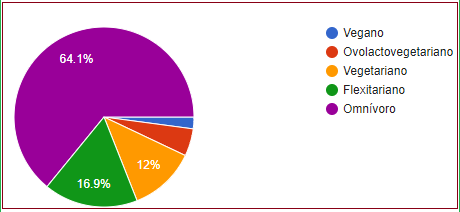 64.1%
16.9%
12%
Vegano
Ovolactovegetariano
Vegetariano
Flexitariano
Omnívoro